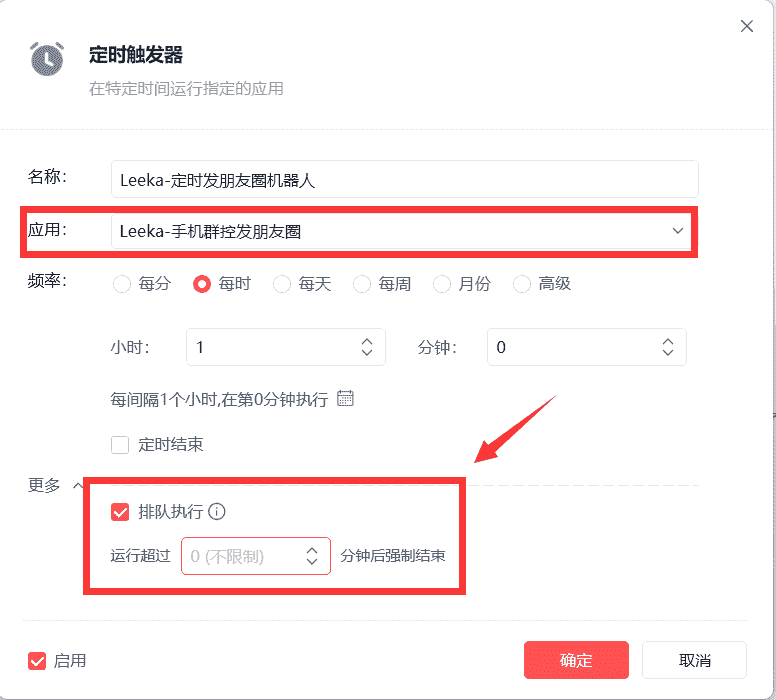 定时触发器
在特定时间运行指定的应用
名称： Leeka-定时发朋友圈机器人
应用： Leeka-手机群控发朋友圈
频率： 每分 每时 每天 每周 月份 高级
小时： 1 分钟： 0
每间隔1个小时,在第0分钟执行
定时结束
更多
排队执行
运行超过 0 (不限制) 分钟后强制结束
启用 确定 取消